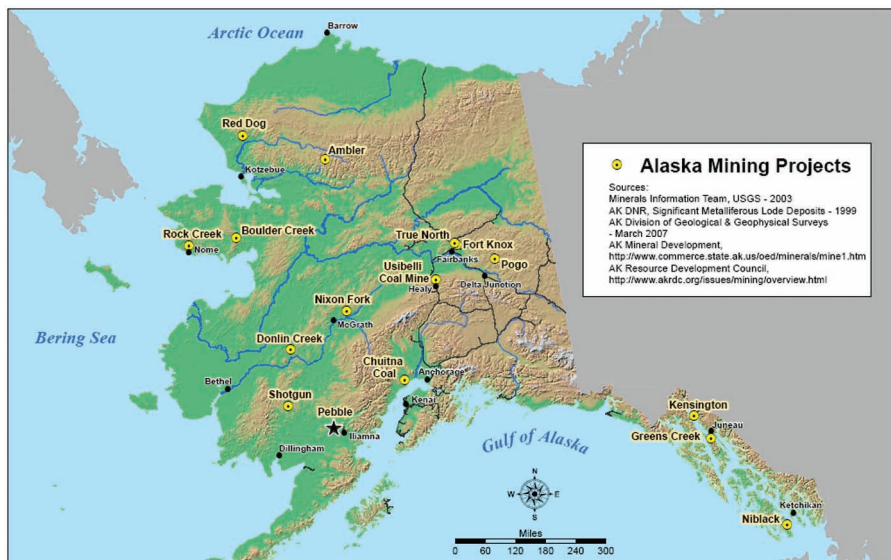 Arctic Ocean
Barrow
Red Dog
Ambler
Kotzebue
Alaska Mining Projects
Sources:
Minerals Information Team, USGS - 2003
AK DNR, Significant Metalliferous Lode Deposits - 1999
AK Division of Geological & Geophysical Surveys
- March 2007
AK Mineral Development,
http://www.commerce.state.ak.us/oed/minerals/mine1.htm
AK Resource Development Council,
http://www.akrdc.org/issues/mining/overview.html
Rock Creek
Boulder Creek
Nome
True North
Fort Knox
Fairbanks
Pogo
Usibelli
Coal Mine
Healy
Delta Junction
Nixon Fork
McGrath
Bering Sea
Donlin Creek
Chuitna
Coal
Anchorage
Bethel
Shotgun
Kenai
Pebble
Iliamna
Dillingham
Gulf of Alaska
Kensington
Juneau
Greens Creek
Ketchikan
Niblack
N
W
E
S
Miles
0 60 120 180 240 300